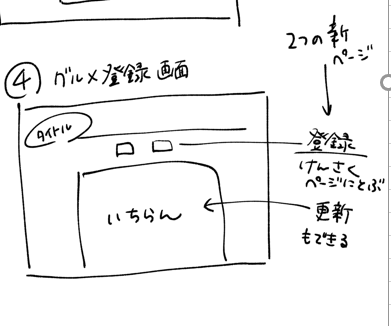 ④ グルメ登録画面
タイトル
いちらん
2つの新
ページ
登録
けんさく
ページにとぶ
更新
もできる